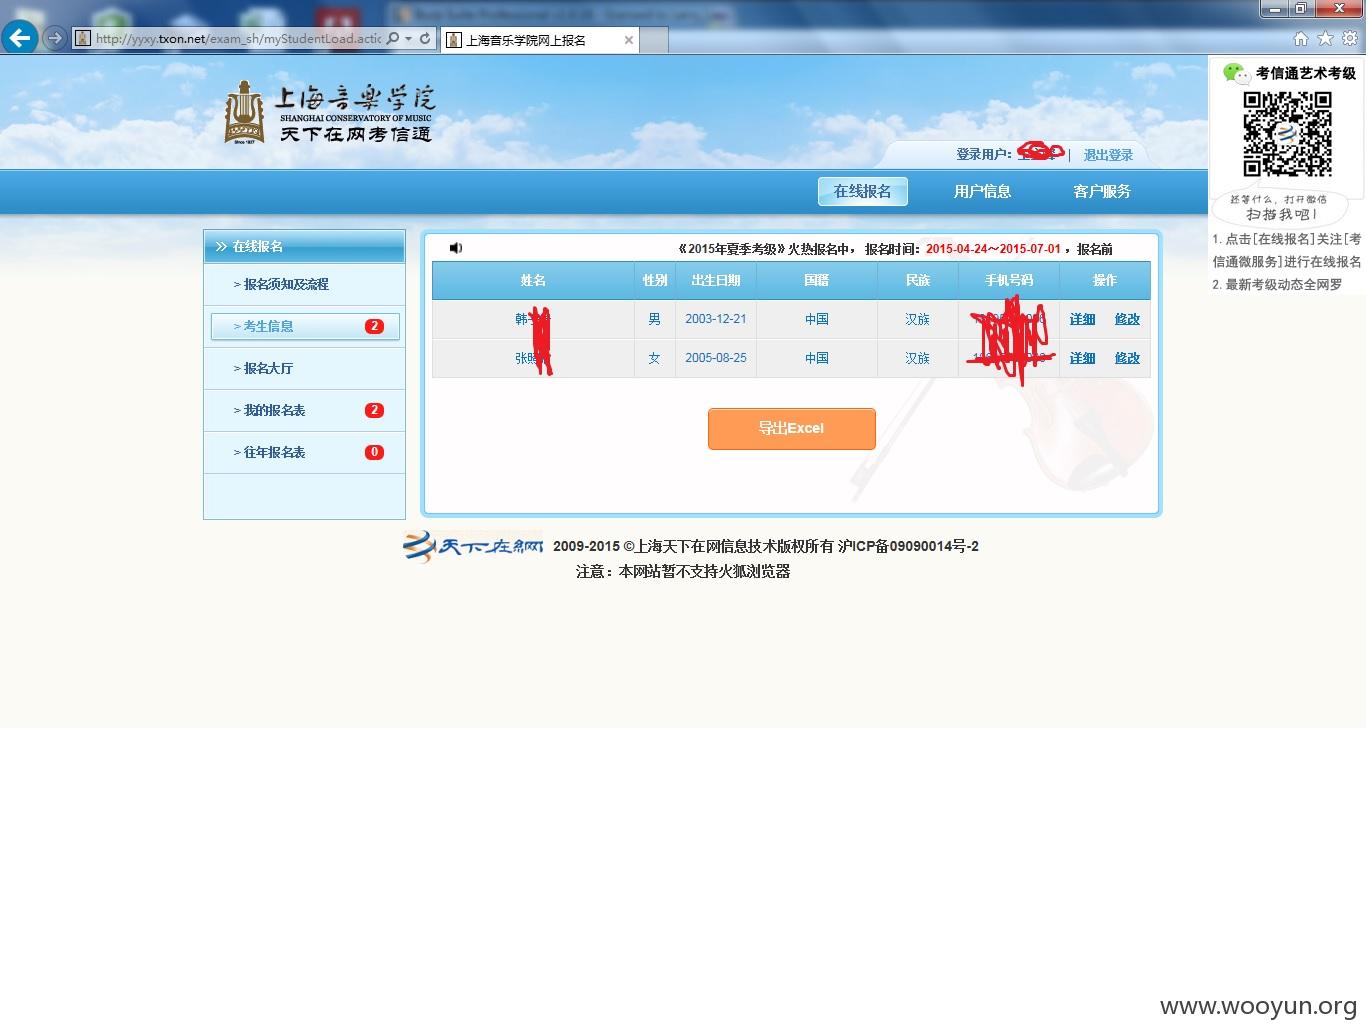 http://yyxy.txon.net/exam_sh/myStudentLoad.actic
上海音乐学院网上报名
上海音乐学院
SHANGHAI CONSERVATORY OF MUSIC
天下在网考信通
Since 1927
登录用户：
| 退出登录
在线报名 用户信息 客户服务
考信通艺术考级
还等什么，打开微信
扫描我吧！
1.点击[在线报名]关注[考
信通微服务]进行在线报名
2.最新考级动态全网罗
在线报名
> 报名须知及流程
> 考生信息 2
> 报名大厅
> 我的报名表 2
> 往年报名表 0
《2015年夏季考级》火热报名中， 报名时间：2015-04-24～2015-07-01 ， 报名前
姓名 性别 出生日期 国籍 民族 手机号码 操作
韩 男 2003-12-21 中国 汉族 详细 修改
张 女 2005-08-25 中国 汉族 详细 修改
导出Excel
天下在網 2009-2015 ©上海天下在网信息技术版权所有 沪ICP备09090014号-2
注意：本网站暂不支持火狐浏览器
www.wooyun.org